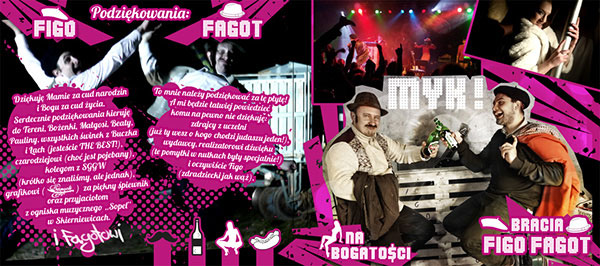 Podziękowania:
FIGO
FAGOT
Dziękuję Mamie za cud narodzin
i Bogu za cud życia.
Serdecznie podziękowania kieruję
do Tereni, Bożenki, Małgosi, Beaty,
Pauliny, wszystkich świnek z Buczka
i Łach (jesteście THE BEST!),
czarodziejowi (choć jest pojebany),
kolegom z SGGW
(krótko się znaliśmy, ale jednak),
grafikowi ( ) za piękny śpiewnik
oraz przyjaciołom
z ogniska muzycznego „Sopel”
w Skierniewicach.
i Fagotowi
To mnie należy podziękować za tę płytę!
A mi będzie łatwiej powiedzieć
komu na pewno nie dziękuję:
zdrajcy z uczelni
(już ty wesz o kogo chodzi judaszu jeden!),
wydawcy, realizatorowi dźwięku
(te pomyłki w nutkach były specjalnie!)
i oczywiście Figo
(zdradziecki jak wąż)
MYK!
NA
BOGATOŚCI
BRACIA
FIGO FAGOT